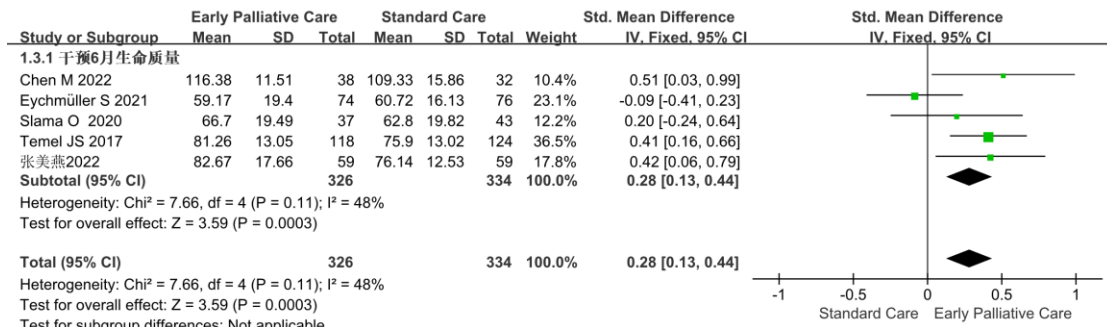 Early Palliative Care Standard Care Std. Mean Difference Std. Mean Difference
Study or Subgroup Mean SD Total Mean SD Total Weight IV, Fixed, 95% CI IV, Fixed, 95% CI
1.3.1 干预6月生命质量
Chen M 2022 116.38 11.51 38 109.33 15.86 32 10.4% 0.51 [0.03, 0.99]
Eychmüller S 2021 59.17 19.4 74 60.72 16.13 76 23.1% -0.09 [-0.41, 0.23]
Slama O 2020 66.7 19.49 37 62.8 19.82 43 12.3% 0.20 [-0.24, 0.64]
Temel JS 2017 81.26 13.05 118 75.9 13.02 124 36.5% 0.41 [0.16, 0.66]
张美燕2022 82.67 17.66 59 76.14 12.53 59 17.8% 0.42 [0.06, 0.79]
Subtotal (95% CI) 326 334 100.0% 0.28 [0.13, 0.44]
Heterogeneity: Chi² = 7.66, df = 4 (P = 0.11); I² = 48%
Test for overall effect: Z = 3.59 (P = 0.0003)
Total (95% CI) 326 334 100.0% 0.28 [0.13, 0.44]
Heterogeneity: Chi² = 7.66, df = 4 (P = 0.11); I² = 48%
Test for overall effect: Z = 3.59 (P = 0.0003)
Test for subgroup differences: Not applicable
-1 -0.5 0 0.5 1
Standard Care Early Palliative Care